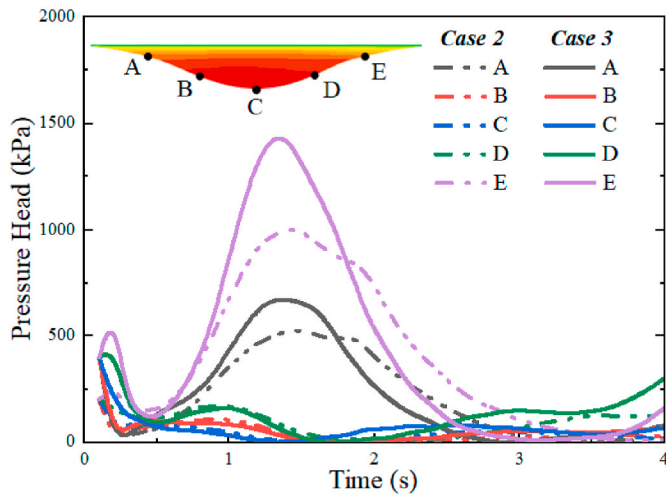 2000
1500
1000
500
0
Pressure Head (kPa)
0 1 2 3 4
Time (s)
A
B
C
D
E
Case 2 Case 3
A A
B B
C C
D D
E E